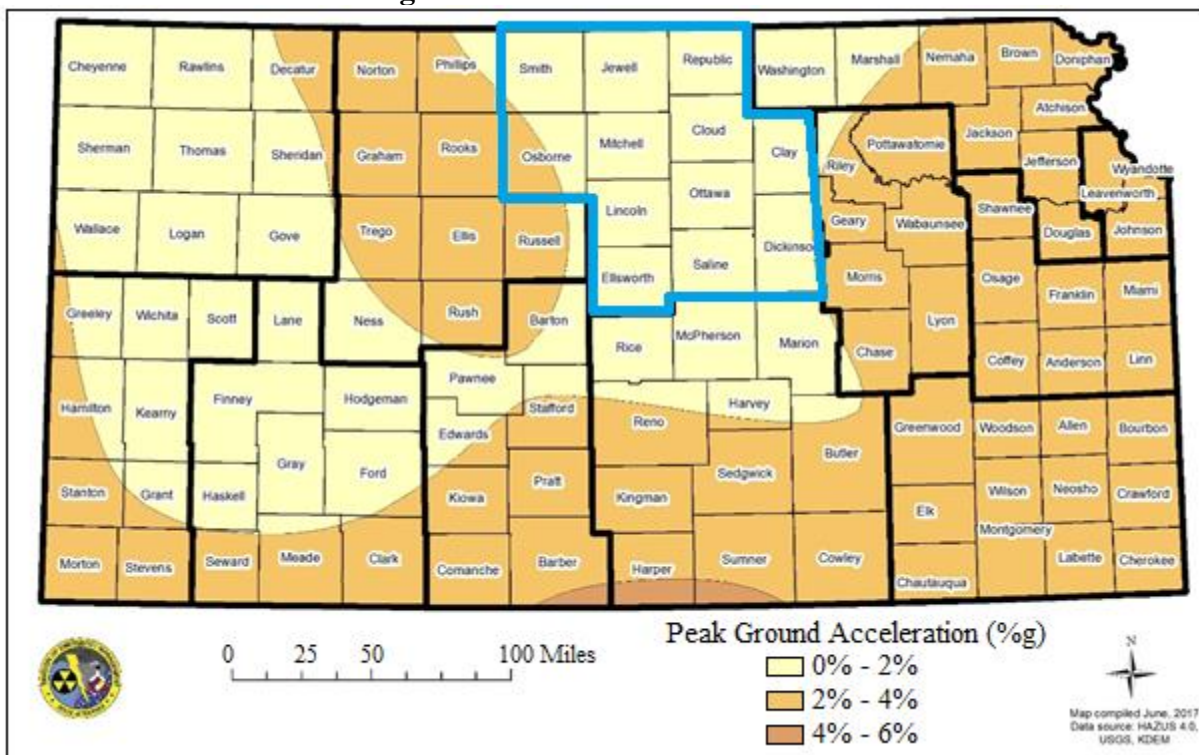 Cheyenne
Rawlins
Decatur
Norton
Phillips
Smith
Jewell
Republic
Washington
Marshall
Nemaha
Brown
Doniphan
Sherman
Thomas
Sheridan
Graham
Rooks
Osborne
Mitchell
Cloud
Clay
Riley
Pottawatomie
Jackson
Atchison
Jefferson
Wyandotte
Leavenworth
Wallace
Logan
Gove
Trego
Ellis
Russell
Lincoln
Ottawa
Dickinso
Geary
Wabaunsee
Shawnee
Douglas
Johnson
Ellsworth
Saline
Morris
Osage
Franklin
Miami
Greeley
Wichita
Scott
Lane
Ness
Rush
Barton
Rice
McPherson
Marion
Chase
Lyon
Coffey
Anderson
Linn
Hamilton
Kearny
Finney
Hodgeman
Pawnee
Stafford
Edwards
Reno
Harvey
Butler
Greenwood
Woodson
Allen
Bourbon
Stanton
Grant
Haskell
Gray
Ford
Kiowa
Pratt
Kingman
Sedgwick
Elk
Wilson
Neosho
Crawford
Morton
Stevens
Seward
Meade
Clark
Comanche
Barber
Harper
Sumner
Cowley
Chautauqua
Montgomery
Labette
Cherokee
0 25 50 100 Miles
Peak Ground Acceleration (%g)
0% - 2%
2% - 4%
4% - 6%
N
Map compiled June, 2017
Data source: HAZUS 4.0,
USGS, KDEM